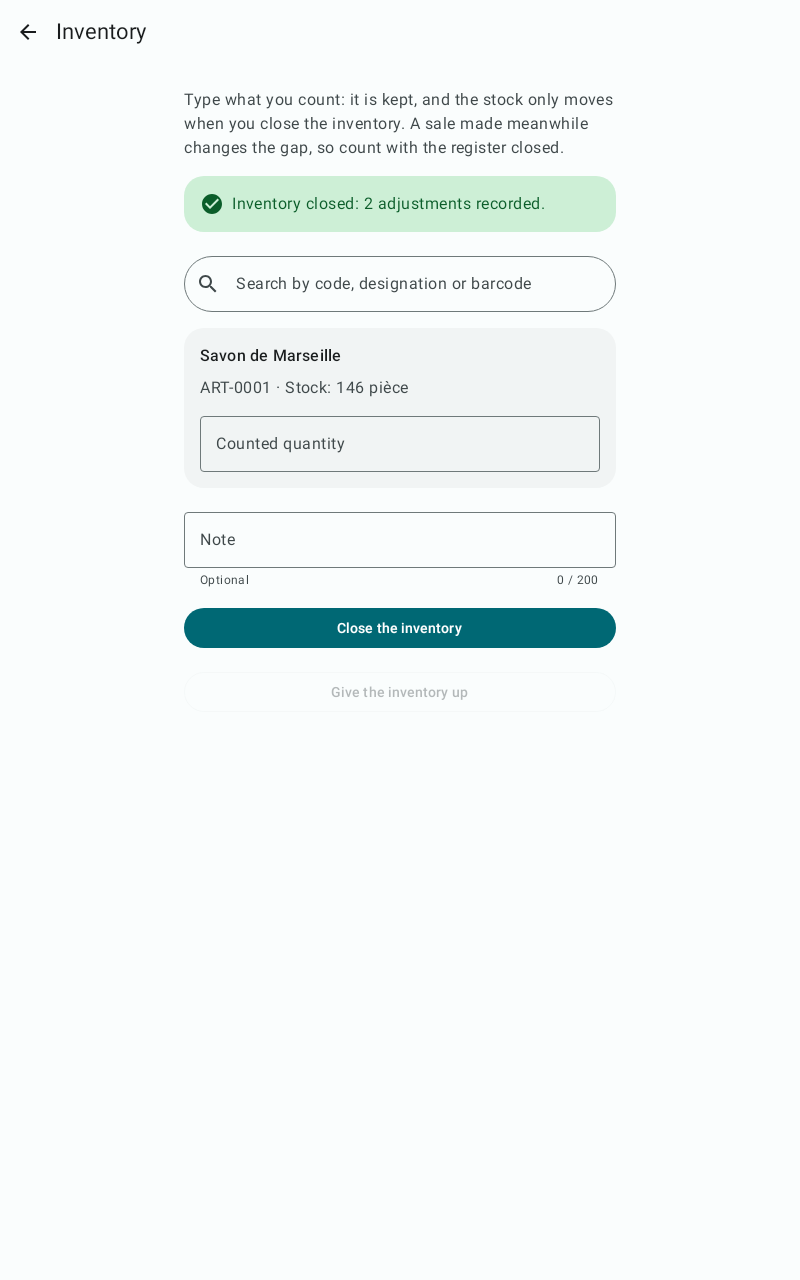 Inventory
Type what you count: it is kept, and the stock only moves
when you close the inventory. A sale made meanwhile
changes the gap, so count with the register closed.
Inventory closed: 2 adjustments recorded.
Search by code, designation or barcode
Savon de Marseille
ART-0001 · Stock: 146 pièce
Counted quantity
Note
Optional 0 / 200
Close the inventory
Give the inventory up